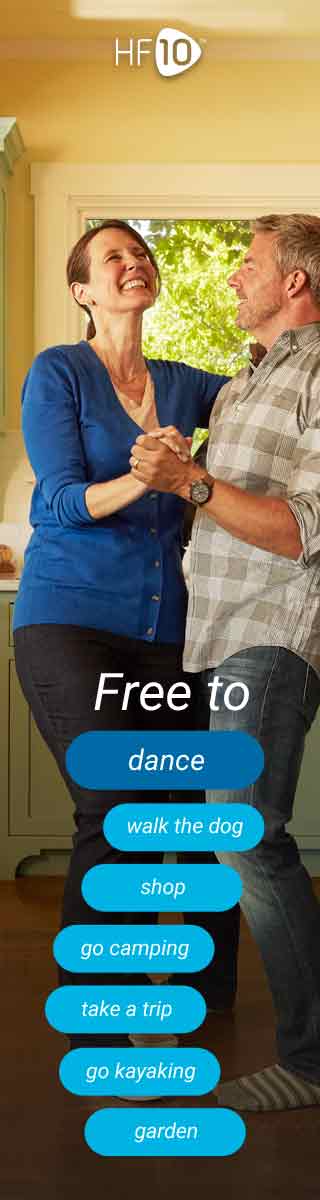 HF10™
Free to
dance
walk the dog
shop
go camping
take a trip
go kayaking
garden